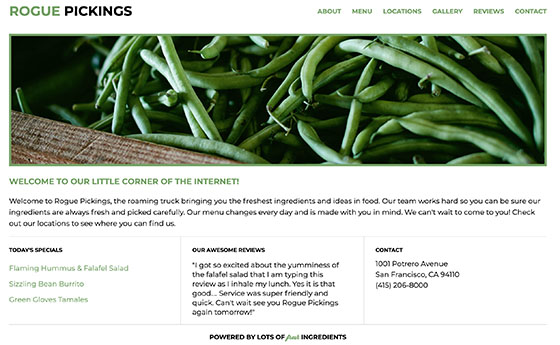 ROGUE PICKINGS
ABOUT MENU LOCATIONS GALLERY REVIEWS CONTACT
WELCOME TO OUR LITTLE CORNER OF THE INTERNET!
Welcome to Rogue Pickings, the roaming truck bringing you the freshest ingredients and ideas in food. Our team works hard so you can be sure our
ingredients are always fresh and picked carefully. Our menu changes every day and is made with you in mind. We can't wait to come to you! Check
out our locations to see where you can find us.
TODAY'S SPECIALS
Flaming Hummus & Falafel Salad
Sizzling Bean Burrito
Green Gloves Tamales
OUR AWESOME REVIEWS
"I got so excited about the yumminess
of the falafel salad that I am typing this
review as I inhale my lunch. Yes it is that
good.... Service was super friendly and
quick. Can't wait see you Rogue Pickings
again tomorrow!"
CONTACT
1001 Potrero Avenue
San Francisco, CA 94110
(415) 206-8000
POWERED BY LOTS OF fresh INGREDIENTS